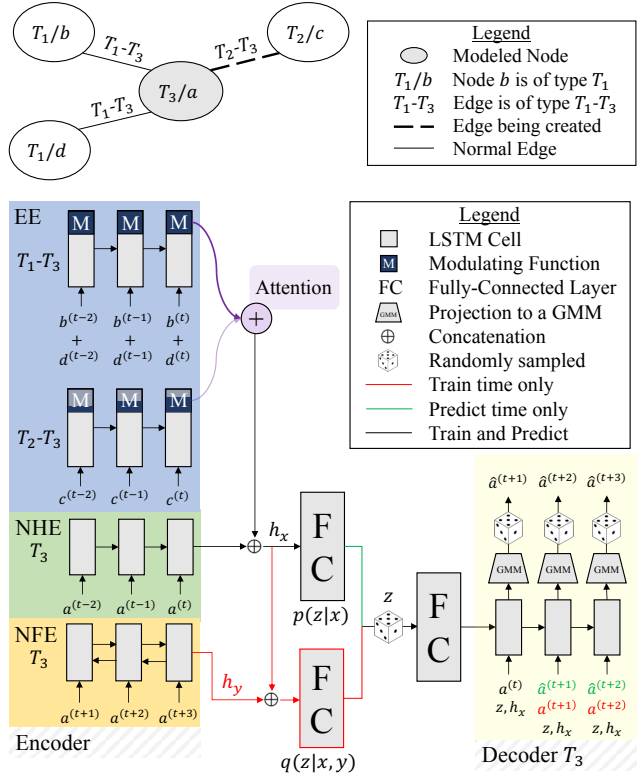 T₁/b
T₁-T₃
T₂-T₃
T₂/c
T₃/a
T₁-T₃
T₁/d
Legend
Modeled Node
T₁/b Node b is of type T₁
T₁-T₃ Edge is of type T₁-T₃
Edge being created
Normal Edge
EE
M M M
T₁-T₃
b⁽ᵗ⁻²⁾ b⁽ᵗ⁻¹⁾ b⁽ᵗ⁾
+ + +
d⁽ᵗ⁻²⁾ d⁽ᵗ⁻¹⁾ d⁽ᵗ⁾
Attention
+
M M M
T₂-T₃
c⁽ᵗ⁻²⁾ c⁽ᵗ⁻¹⁾ c⁽ᵗ⁾
Legend
LSTM Cell
M Modulating Function
FC Fully-Connected Layer
GMM Projection to a GMM
⊕ Concatenation
Randomly sampled
Train time only
Predict time only
Train and Predict
NHE
T₃
a⁽ᵗ⁻²⁾ a⁽ᵗ⁻¹⁾ a⁽ᵗ⁾
⊕
hₓ
F
C
p(z|x)
NFE
T₃
a⁽ᵗ⁺¹⁾ a⁽ᵗ⁺²⁾ a⁽ᵗ⁺³⁾
Encoder
h_y
⊕
F
C
q(z|x, y)
z
F
C
â⁽ᵗ⁺¹⁾ â⁽ᵗ⁺²⁾ â⁽ᵗ⁺³⁾
GMM GMM GMM
a⁽ᵗ⁾ â⁽ᵗ⁺¹⁾ â⁽ᵗ⁺²⁾
z, hₓ a⁽ᵗ⁺¹⁾ a⁽ᵗ⁺²⁾
z, hₓ z, hₓ
Decoder T₃